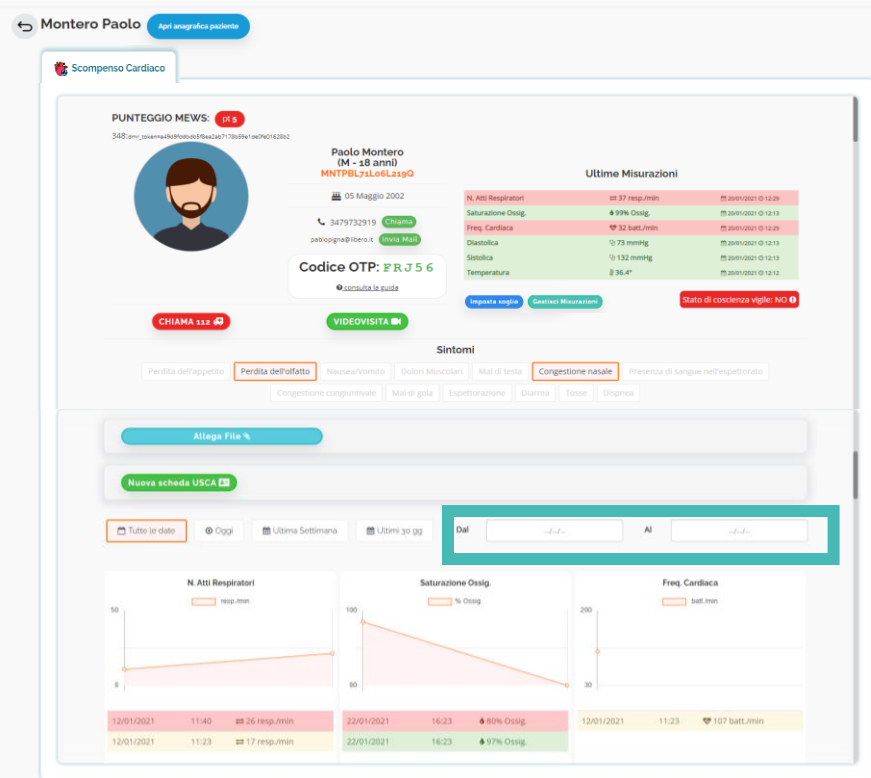 Montero Paolo Apri anagrafica paziente
Scompenso Cardiaco
PUNTEGGIO MEWS: pt 5
Paolo Montero
(M - 18 anni)
MNTPBL71L06L219Q
05 Maggio 2002
3479732919 Chiama
pablopigna@libero.it Invia Mail
Codice OTP: FRJ56
consulta la guida
Ultime Misurazioni
N. Atti Respiratori 37 resp./min 20/01/2021 12:29
Saturazione Ossig. 99% Ossig. 20/01/2021 12:13
Freq. Cardiaca 32 batt./min 20/01/2021 12:29
Diastolica 73 mmHg 20/01/2021 12:13
Sistolica 132 mmHg 20/01/2021 12:13
Temperatura 36.4° 20/01/2021 12:12
Imposta soglie Gestisci Misurazioni Stato di coscienza vigile: NO
CHIAMA 112 VIDEOVISITA
Sintomi
Perdita dell'appetito Perdita dell'olfatto Nausea/Vomito Dolori Muscolari Mal di testa Congestione nasale Presenza di sangue nell'espettorato
Congestione congiuntivale Mal di gola Espettorazione Diarrea Tosse Dispnea
Allega File
Nuova scheda USCA
Tutte le date Oggi Ultima Settimana Ultimi 30 gg Dal --/--/-- Al --/--/--
N. Atti Respiratori Saturazione Ossig. Freq. Cardiaca
resp./min % Ossig. batt./min
50 100 200
8 80 30
12/01/2021 11:40 26 resp./min 22/01/2021 16:23 80% Ossig. 12/01/2021 11:23 107 batt./min
12/01/2021 11:23 17 resp./min 22/01/2021 16:23 97% Ossig.